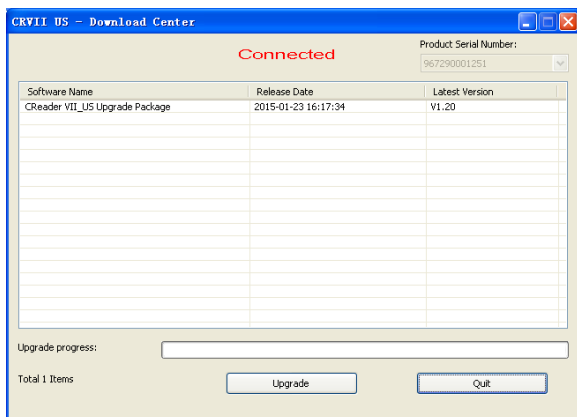 CRVII US - Download Center
Connected
Product Serial Number:
967290001251
Software Name Release Date Latest Version
CReader VII_US Upgrade Package 2015-01-23 16:17:34 V1.20
Upgrade progress:
Total 1 Items
Upgrade Quit